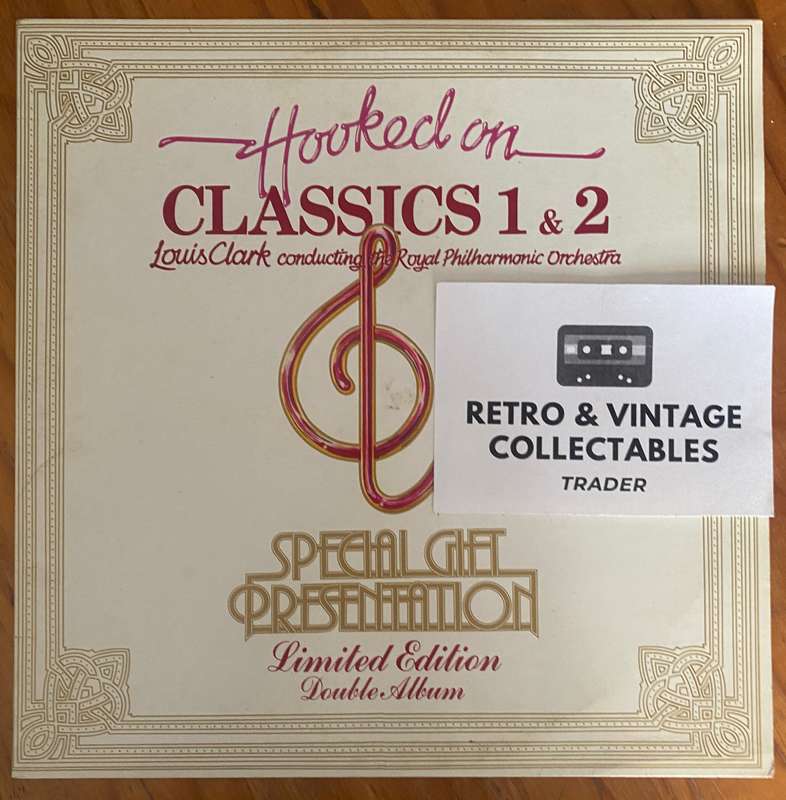 Hooked on
CLASSICS 1 & 2
Louis Clark conducting the Royal Philharmonic Orchestra
RETRO & VINTAGE
COLLECTABLES
TRADER
SPECIAL GIFT
PRESENTATION
Limited Edition
Double Album